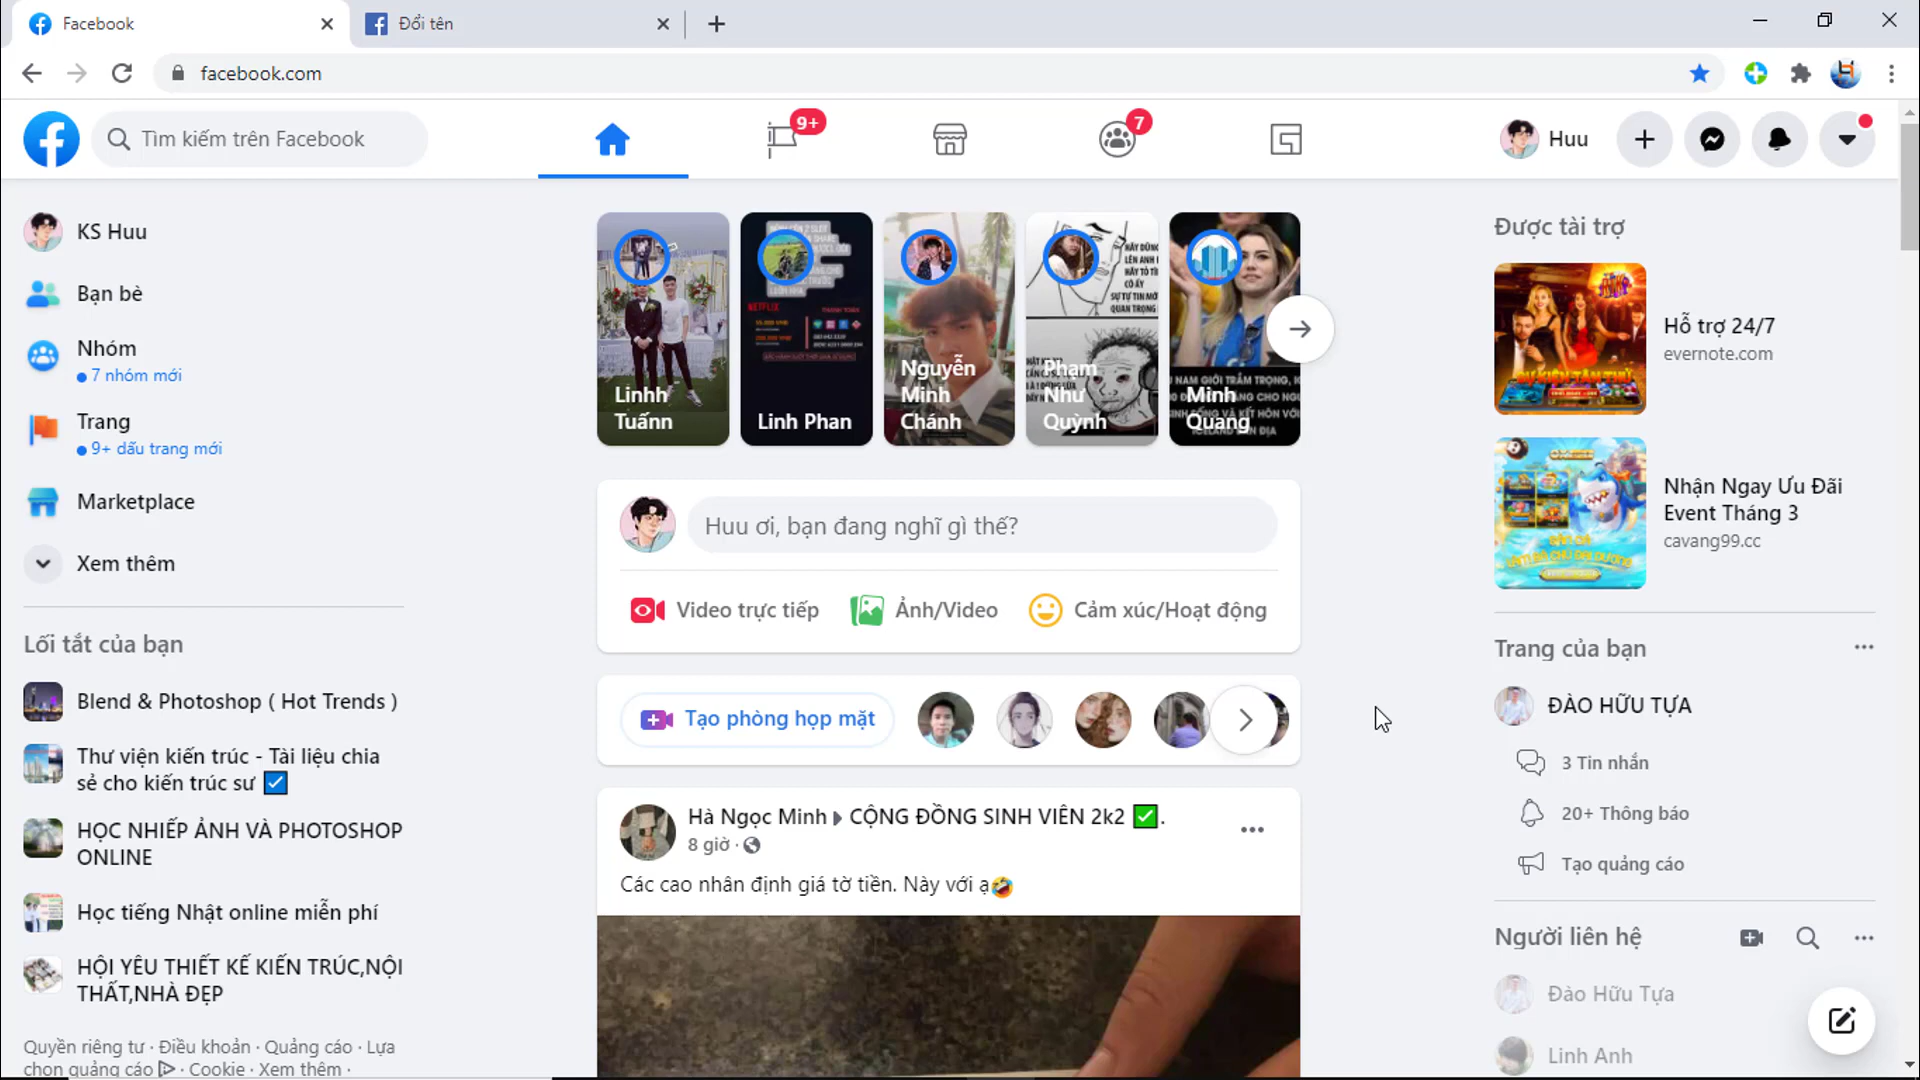 Facebook
Đổi tên
facebook.com
Tìm kiếm trên Facebook
9+
7
Huu
KS Huu
Bạn bè
Nhóm
7 nhóm mới
Trang
9+ dấu trang mới
Marketplace
Xem thêm
Lối tắt của bạn
Blend & Photoshop ( Hot Trends )
Thư viện kiến trúc - Tài liệu chia
sẻ cho kiến trúc sư
HỌC NHIẾP ẢNH VÀ PHOTOSHOP
ONLINE
Học tiếng Nhật online miễn phí
HỘI YÊU THIẾT KẾ KIẾN TRÚC,NỘI
THẤT,NHÀ ĐẸP
Quyền riêng tư · Điều khoản · Quảng cáo · Lựa
chọn quảng cáo · Cookie · Xem thêm ·
Linhh
Tuấnn
NETFLIX
Linh Phan
Nguyễn
Minh
Chánh
Phạm
Như
Quỳnh
Minh
Quang
Huu ơi, bạn đang nghĩ gì thế?
Video trực tiếp
Ảnh/Video
Cảm xúc/Hoạt động
Tạo phòng họp mặt
Hà Ngọc Minh CỘNG ĐỒNG SINH VIÊN 2k2 ✅.
8 giờ ·
Các cao nhân định giá tờ tiền. Này với ạ🤣
Được tài trợ
Hỗ trợ 24/7
evernote.com
Nhận Ngay Ưu Đãi
Event Tháng 3
cavang99.cc
Trang của bạn
ĐÀO HỮU TỰA
3 Tin nhắn
20+ Thông báo
Tạo quảng cáo
Người liên hệ
Đào Hữu Tựa
Linh Anh